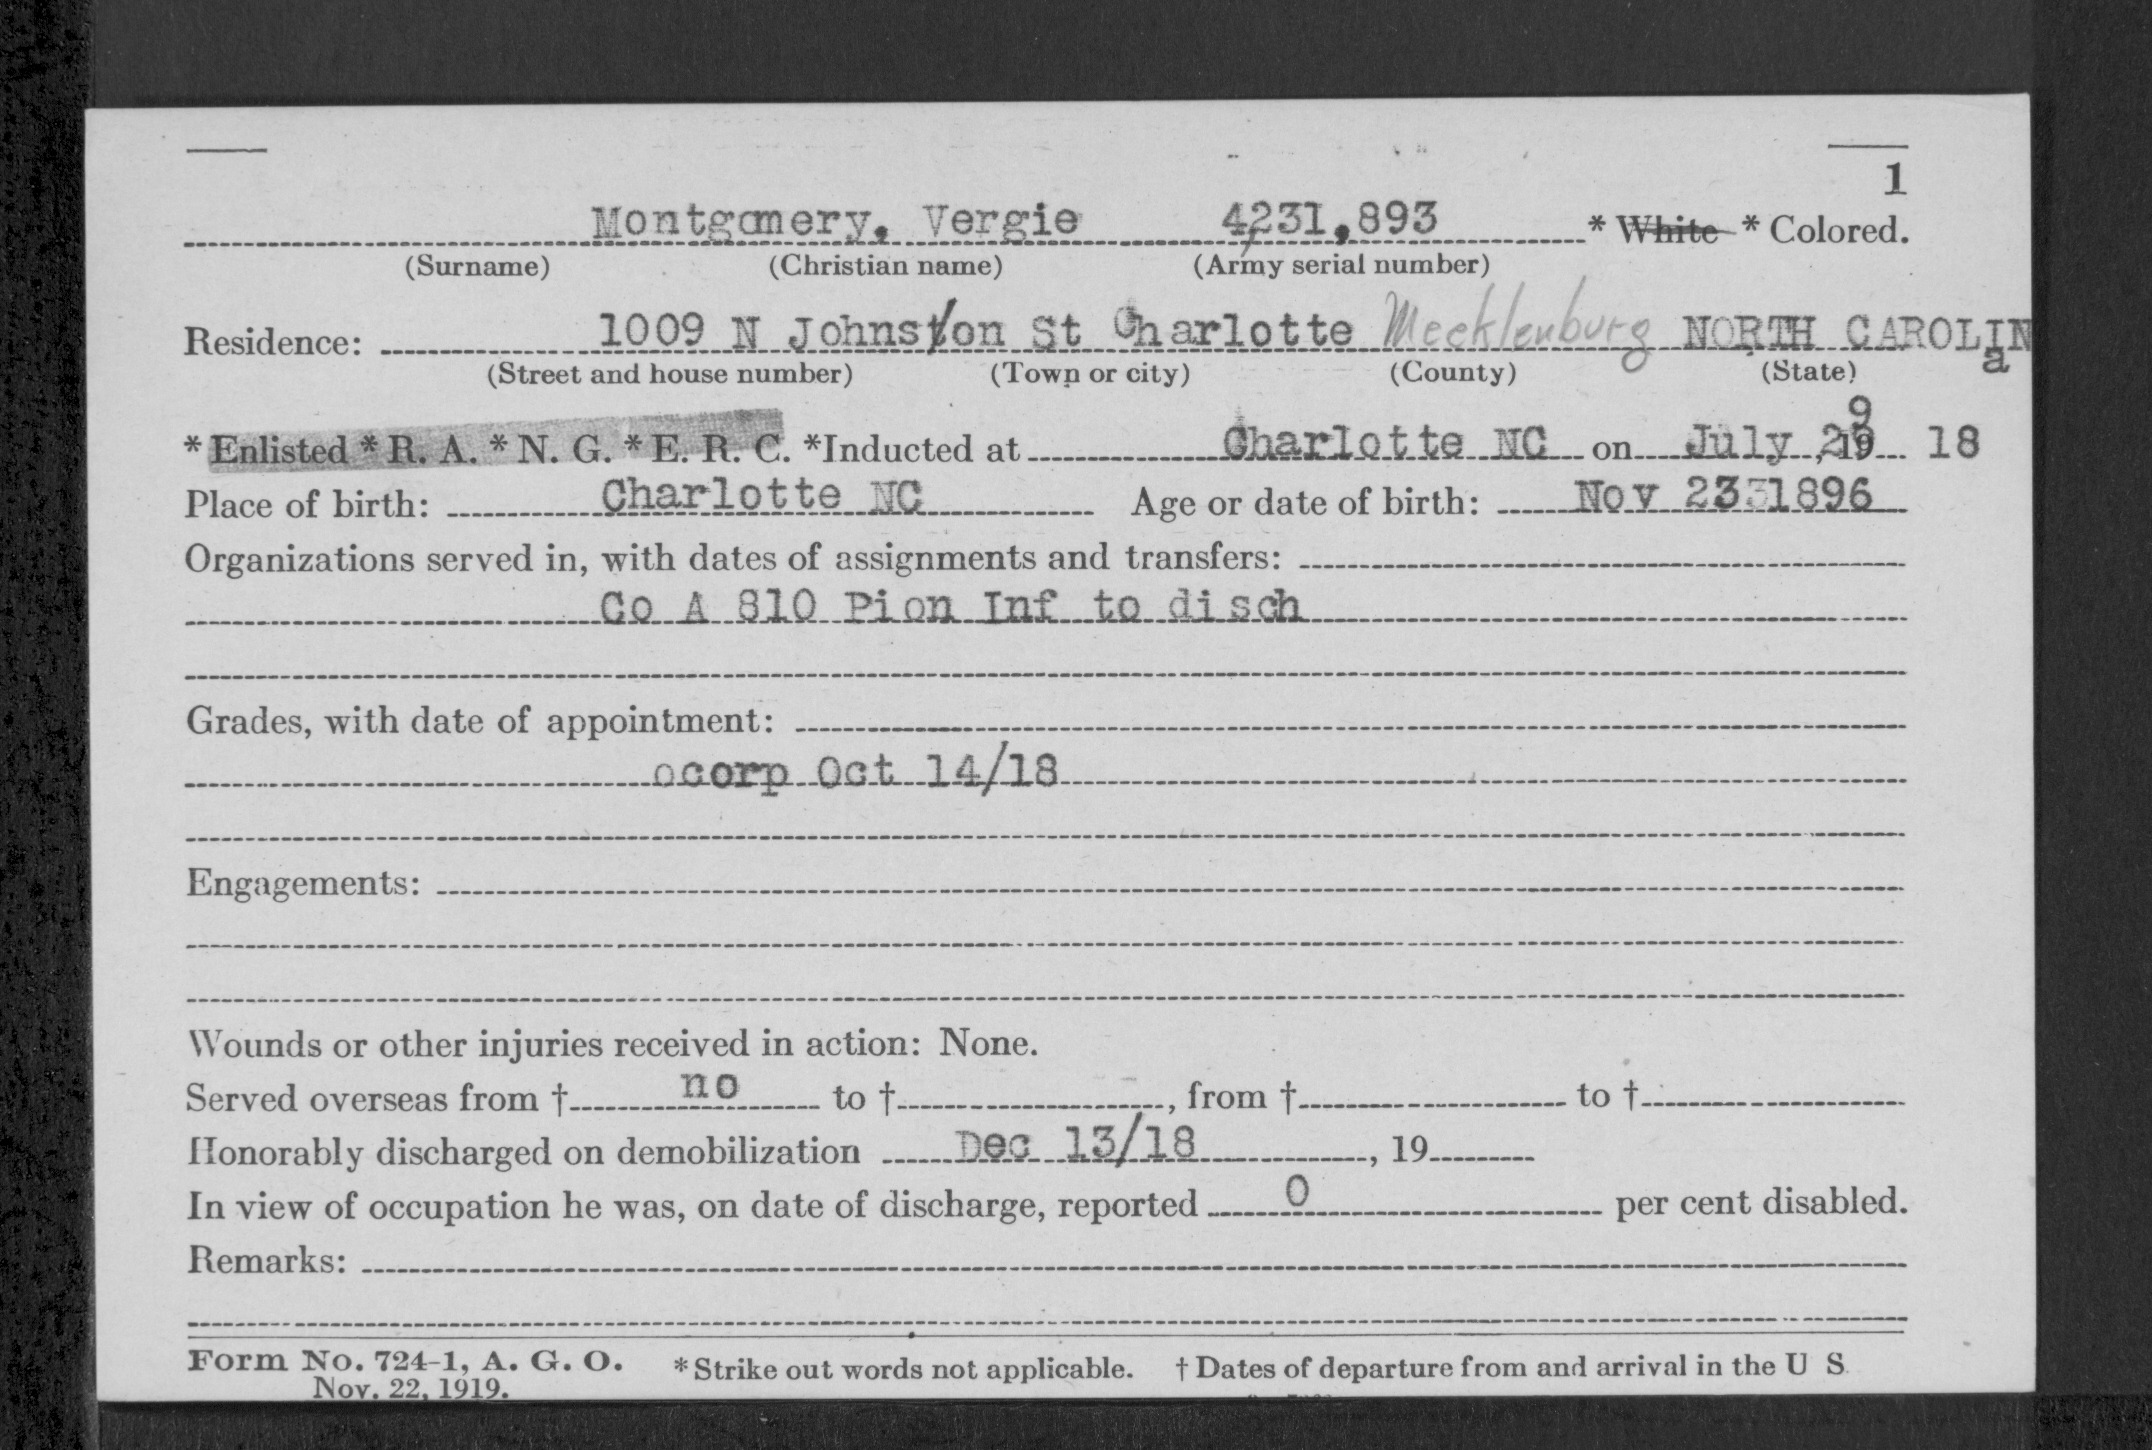 1
Montgomery, Vergie 4231,893 * White * Colored.
(Surname) (Christian name) (Army serial number)
Residence: 1009 N Johnston St Charlotte Mecklenburg NORTH CAROLINa
(Street and house number) (Town or city) (County) (State)
* Enlisted * R. A. * N. G. * E. R. C. *Inducted at Charlotte NC on July 29, 19 18
Place of birth: Charlotte NC Age or date of birth: Nov 23 1896
Organizations served in, with dates of assignments and transfers:
Co A 810 Pion Inf to disch
Grades, with date of appointment:
ocorp Oct 14/18
Engagements:
Wounds or other injuries received in action: None.
Served overseas from † no to †, from † to †
Honorably discharged on demobilization Dec 13/18, 19
In view of occupation he was, on date of discharge, reported 0 per cent disabled.
Remarks:
Form No. 724-1, A. G. O. * Strike out words not applicable. † Dates of departure from and arrival in the U S
Nov. 22, 1919.